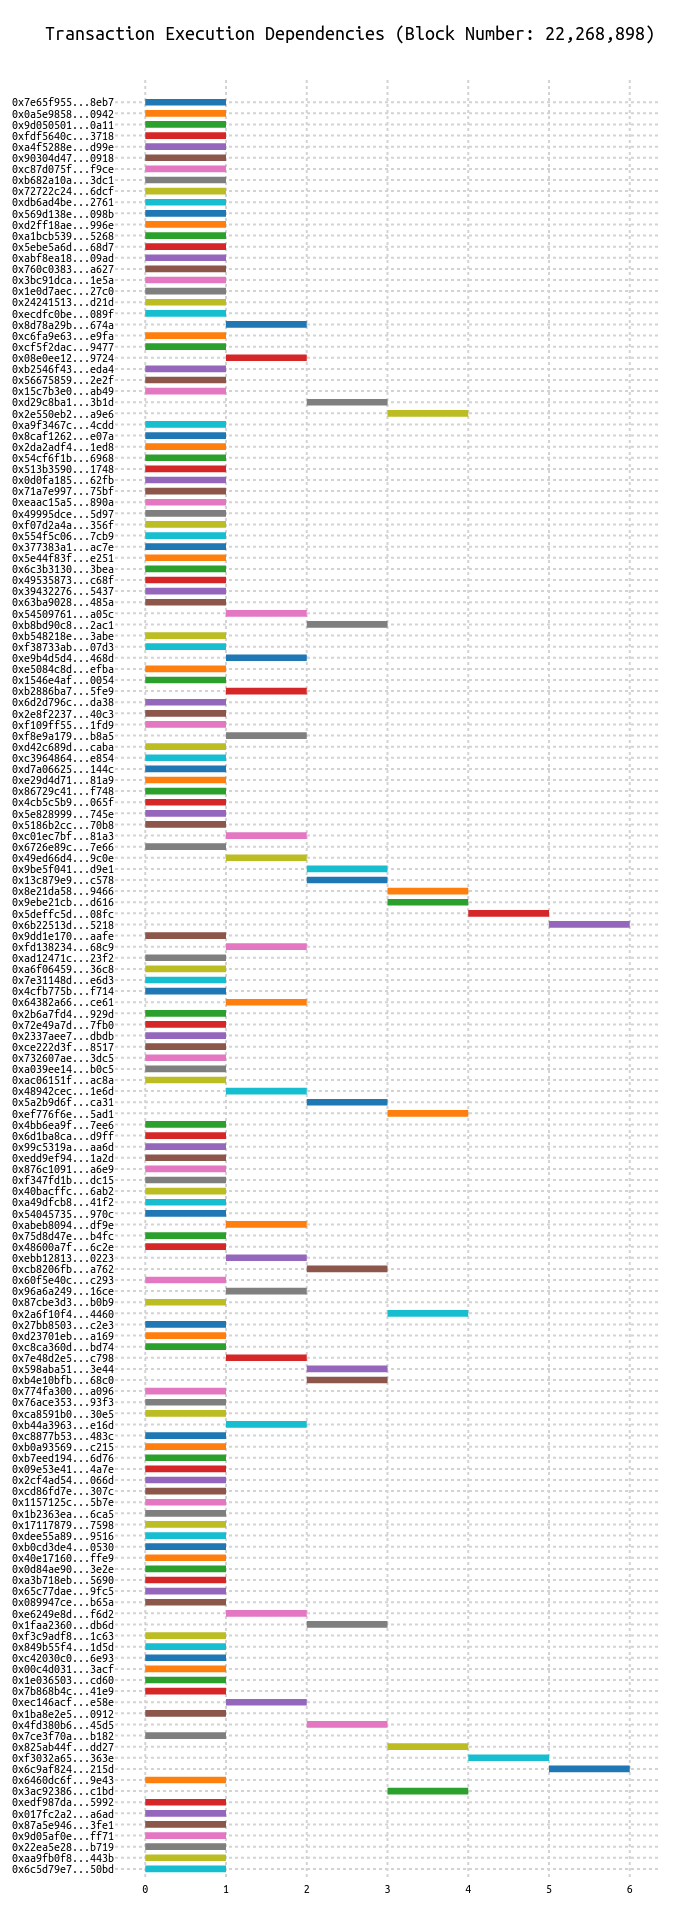 Transaction Execution Dependencies (Block Number: 22,268,898)
0x7e65f955...8eb7
0x0a5e9858...0942
0x9d050501...0a11
0xfdf5640c...3718
0xa4f5288e...d99e
0x90304d47...0918
0xc87d075f...f9ce
0xb682a10a...3dc1
0x72722c24...6dcf
0xdb6ad4be...2761
0x569d138e...098b
0xd2ff18ae...996e
0xa1bcb539...5268
0x5ebe5a6d...68d7
0xabf8ea18...09ad
0x760c0383...a627
0x3bc91dca...1e5a
0x1e0d7aec...27c0
0x24241513...d21d
0xecdfc0be...089f
0x8d78a29b...674a
0xc6fa9e63...e9fa
0xcf5f2dac...9477
0x08e0ee12...9724
0xb2546f43...eda4
0x56675859...2e2f
0x15c7b3e0...ab49
0xd29c8ba1...3b1d
0x2e550eb2...a9e6
0xa9f3467c...4cdd
0x8caf1262...e07a
0x2da2adf4...1ed8
0x54cf6f1b...6968
0x513b3590...1748
0x0d0fa185...62fb
0x71a7e997...75bf
0xeaac15a5...890a
0x49995dce...5d97
0xf07d2a4a...356f
0x554f5c06...7cb9
0x377383a1...ac7e
0x5e44f83f...e251
0x6c3b3130...3bea
0x49535873...c68f
0x39432276...5437
0x63ba9028...485a
0x54509761...a05c
0xb8bd90c8...2ac1
0xb548218e...3abe
0xf38733ab...07d3
0xe9b4d5d4...468d
0xe5084c8d...efba
0x1546e4af...0054
0xb2886ba7...5fe9
0x6d2d796c...da38
0x2e8f2237...40c3
0xf109ff55...1fd9
0xf8e9a179...b8a5
0xd42c689d...caba
0xc3964864...e854
0xd7a06625...144c
0xe29d4d71...81a9
0x86729c41...f748
0x4cb5c5b9...065f
0x5e828999...745e
0x5186b2cc...70b8
0xc01ec7bf...81a3
0x6726e89c...7e66
0x49ed66d4...9c0e
0x9be5f041...d9e1
0x13c879e9...c578
0x8e21da58...9466
0x9ebe21cb...d616
0x5deffc5d...08fc
0x6b22513d...5218
0x9dd1e170...aafe
0xfd138234...68c9
0xad12471c...23f2
0xa6f06459...36c8
0x7e31148d...e6d3
0x4cfb775b...f714
0x64382a66...ce61
0x2b6a7fd4...929d
0x72e49a7d...7fb0
0x2337aee7...dbdb
0xce222d3f...8517
0x732607ae...3dc5
0xa039ee14...b0c5
0xac06151f...ac8a
0x48942cec...1e6d
0x5a2b9d6f...ca31
0xef776f6e...5ad1
0x4bb6ea9f...7ee6
0x6d1ba8ca...d9ff
0x99c5319a...aa6d
0xedd9ef94...1a2d
0x876c1091...a6e9
0xf347fd1b...dc15
0x40bacffc...6ab2
0xa49dfcb8...41f2
0x54045735...970c
0xabeb8094...df9e
0x75d8d47e...b4fc
0x48600a7f...6c2e
0xebb12813...0223
0xcb8206fb...a762
0x60f5e40c...c293
0x96a6a249...16ce
0x87cbe3d3...b0b9
0x2a6f10f4...4460
0x27bb8503...c2e3
0xd23701eb...a169
0xc8ca360d...bd74
0x7e48d2e5...c798
0x598aba51...3e44
0xb4e10bfb...68c0
0x774fa300...a096
0x76ace353...93f3
0xca8591b0...30e5
0xb44a3963...e16d
0xc8877b53...483c
0xb0a93569...c215
0xb7eed194...6d76
0x09e53e41...4a7e
0x2cf4ad54...066d
0xcd86fd7e...307c
0x1157125c...5b7e
0x1b2363ea...6ca5
0x17117879...7598
0xdee55a89...9516
0xb0cd3de4...0530
0x40e17160...ffe9
0x0d84ae90...3e2e
0xa3b718eb...5690
0x65c77dae...9fc5
0x089947ce...b65a
0xe6249e8d...f6d2
0x1faa2360...db6d
0xf3c9adf8...1c63
0x849b55f4...1d5d
0xc42030c0...6e93
0x00c4d031...3acf
0x1e036503...cd60
0x7b868b4c...41e9
0xec146acf...e58e
0x1ba8e2e5...0912
0x4fd380b6...45d5
0x7ce3f70a...b182
0x825ab44f...dd27
0xf3032a65...363e
0x6c9af824...215d
0x6460dc6f...9e43
0x3ac92386...c1bd
0xedf987da...5992
0x017fc2a2...a6ad
0x87a5e946...3fe1
0x9d05af0e...ff71
0x22ea5e28...b719
0xaa9fb0f8...443b
0x6c5d79e7...50bd
0 1 2 3 4 5 6